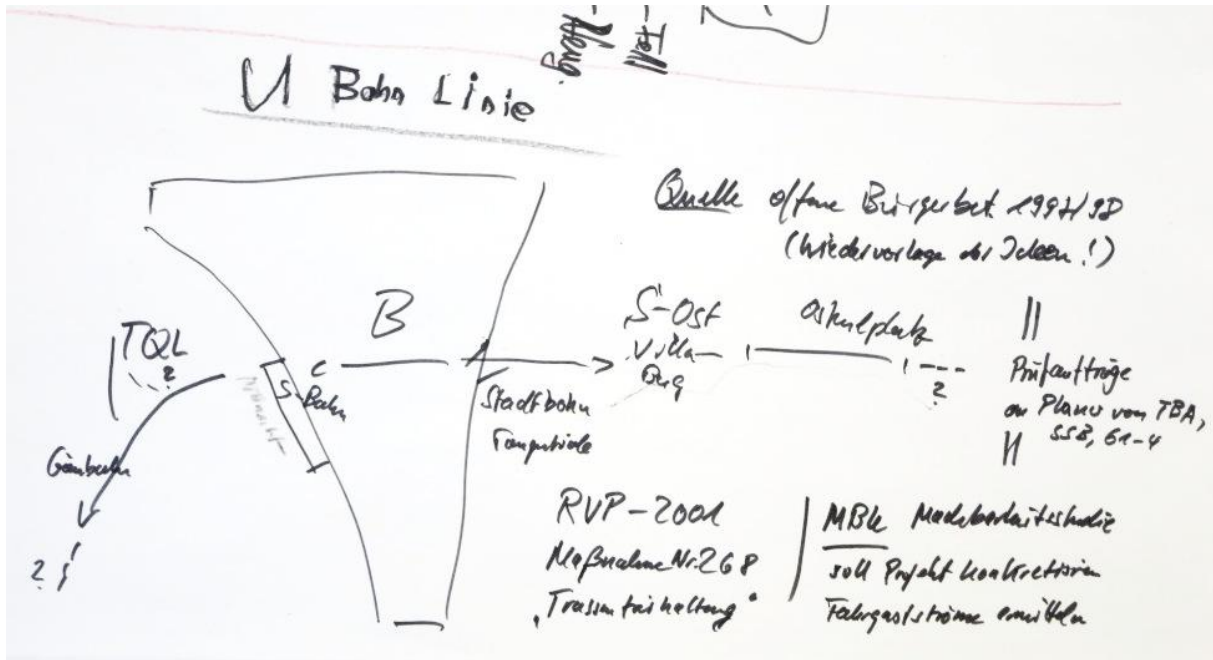 U Bahn Linie
Quelle offene Bürgerbet. 1997/98
(Wiedervorlage der Ideen!)
B
TQL
?
S-Bahn
C
Stadtbahn
Tangentiale
S-Ost
Villa
Berg
Ostendplatz
?
Prüfaufträge
an Planer von TBA,
SSB, 61-4
Gäubahn
?
RVP-2001
Maßnahme Nr. 268
"Trassenfreihaltung"
MBk Machbarkeitsstudie
soll Projekt konkretisieren
Fahrgastströme ermitteln